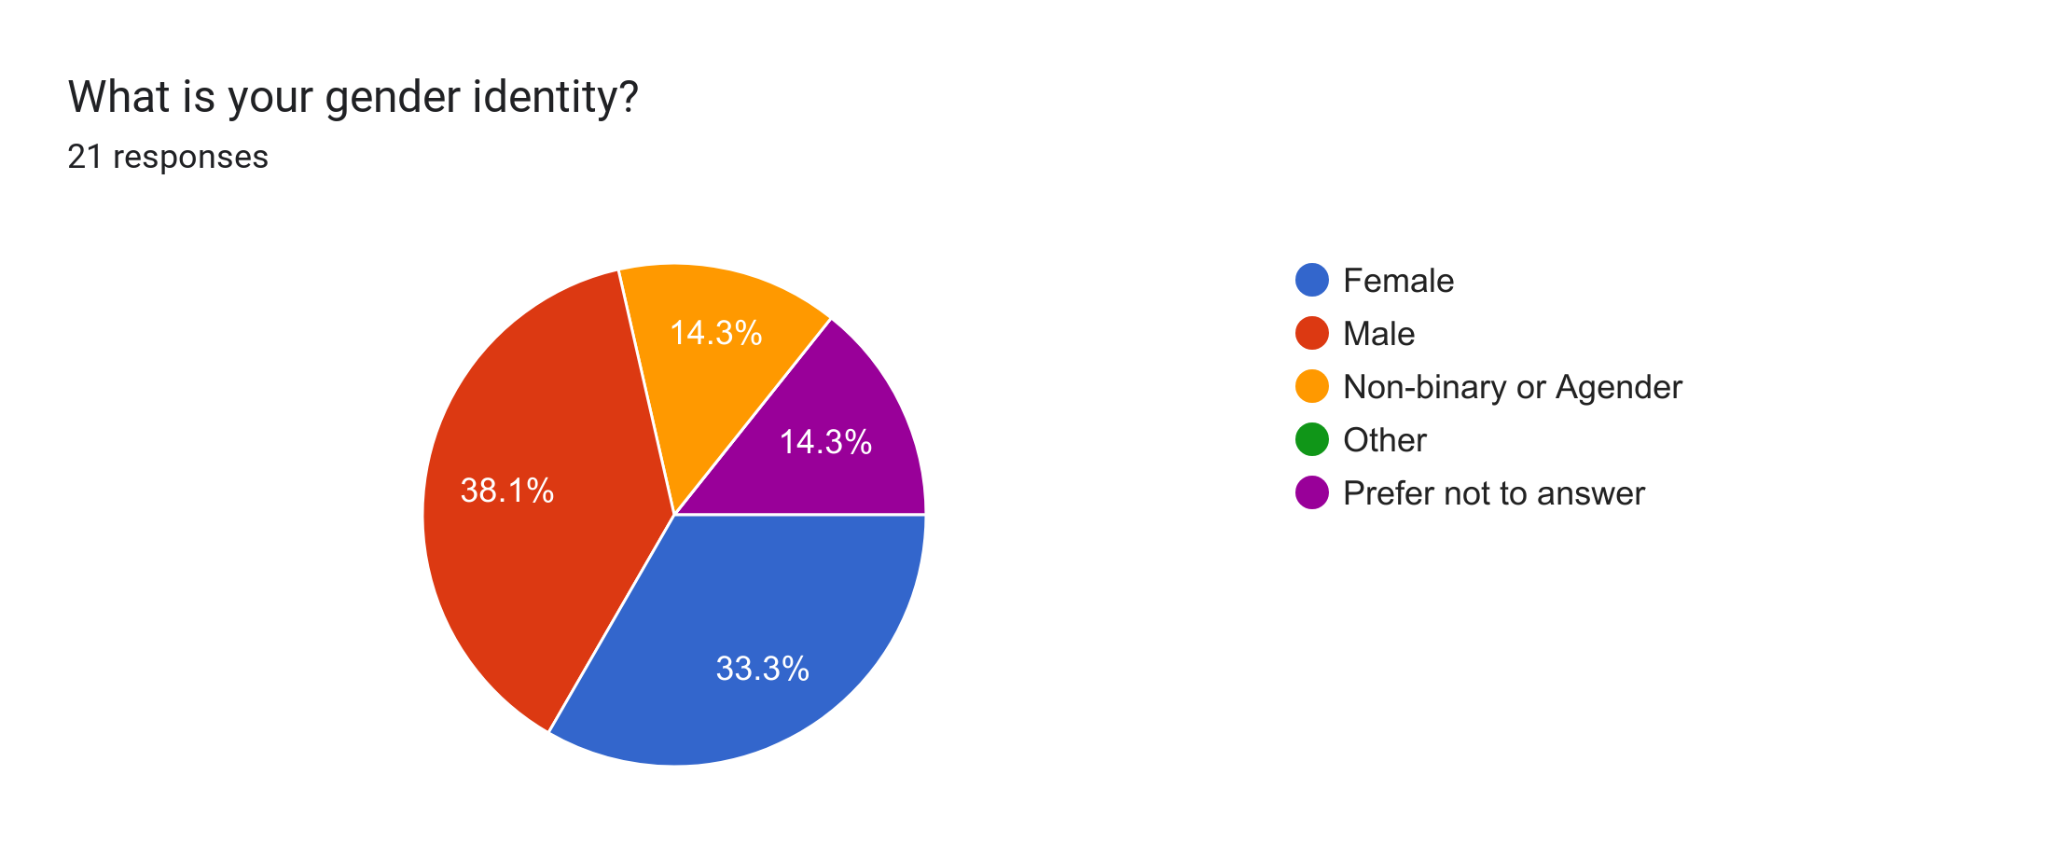 What is your gender identity?
21 responses
14.3%
14.3%
38.1%
33.3%
Female
Male
Non-binary or Agender
Other
Prefer not to answer